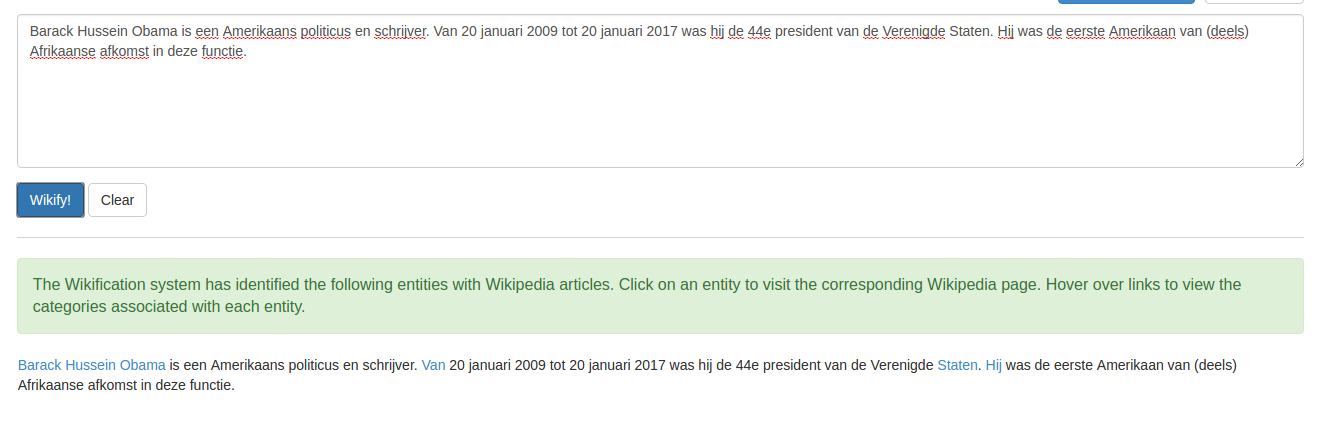 Barack Hussein Obama is een Amerikaans politicus en schrijver. Van 20 januari 2009 tot 20 januari 2017 was hij de 44e president van de Verenigde Staten. Hij was de eerste Amerikaan van (deels)
Afrikaanse afkomst in deze functie.
Wikify! Clear
The Wikification system has identified the following entities with Wikipedia articles. Click on an entity to visit the corresponding Wikipedia page. Hover over links to view the
categories associated with each entity.
Barack Hussein Obama is een Amerikaans politicus en schrijver. Van 20 januari 2009 tot 20 januari 2017 was hij de 44e president van de Verenigde Staten. Hij was de eerste Amerikaan van (deels)
Afrikaanse afkomst in deze functie.